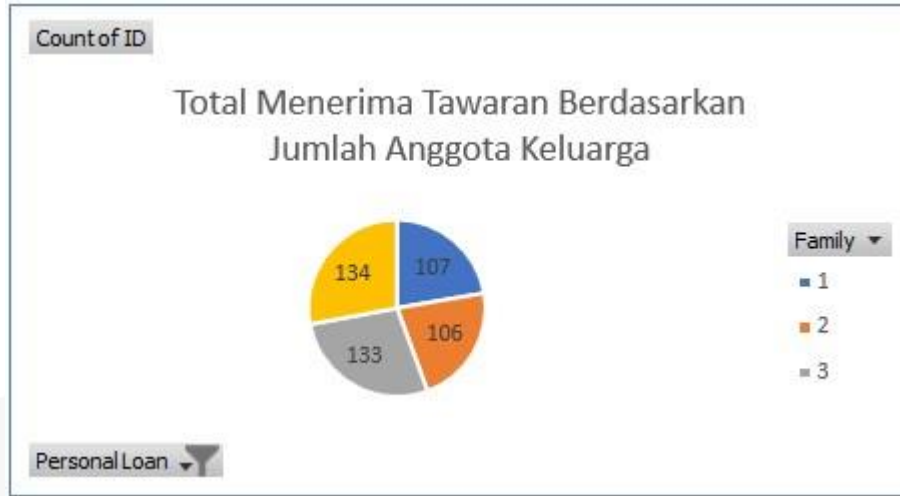 Count of ID
Total Menerima Tawaran Berdasarkan
Jumlah Anggota Keluarga
134
107
106
133
Family
1
2
3
Personal Loan